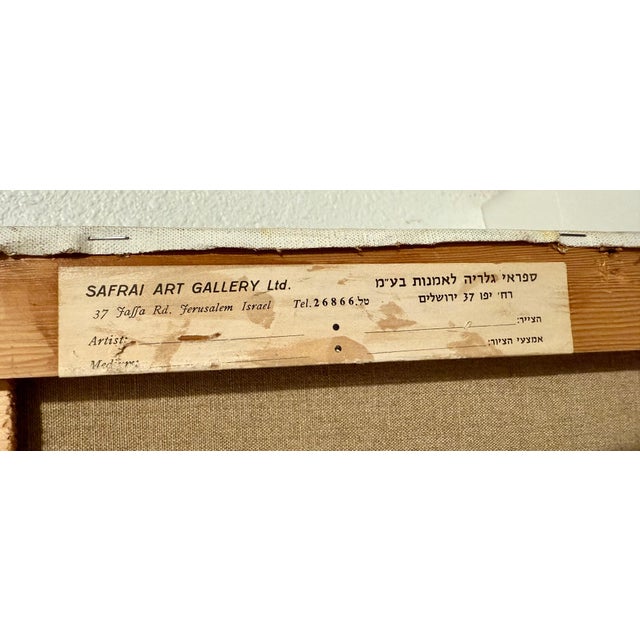 SAFRAI ART GALLERY Ltd.
ספראי גלריה לאמנות בע"מ
37 Jaffa Rd. Jerusalem Israel Tel. 26866 טל.
רח' יפו 37 ירושלים
Artist:
הצייר:
Medium:
אמצעי הציור: